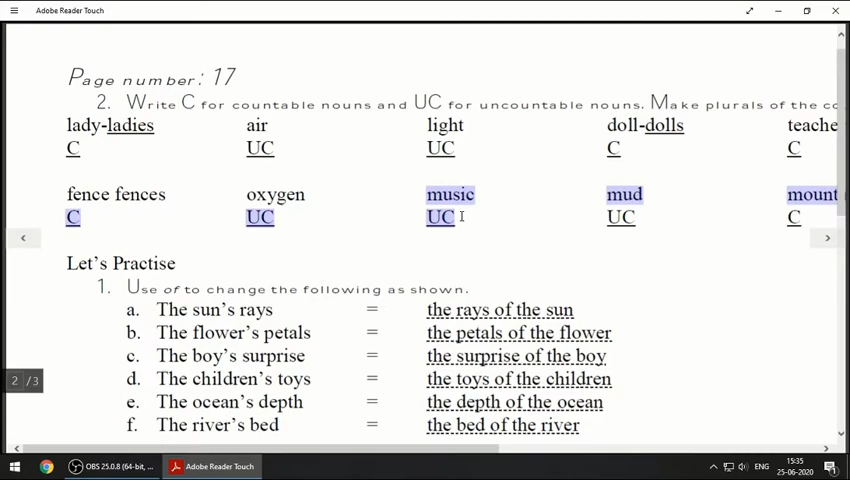 Adobe Reader Touch
Page number: 17
2. Write C for countable nouns and UC for uncountable nouns. Make plurals of the co
lady-ladies air light doll-dolls teache
C UC UC C C
fence fences oxygen music mud mount
C UC UC UC C
Let's Practise
1. Use of to change the following as shown.
a. The sun's rays = the rays of the sun
b. The flower's petals = the petals of the flower
c. The boy's surprise = the surprise of the boy
d. The children's toys = the toys of the children
e. The ocean's depth = the depth of the ocean
f. The river's bed = the bed of the river
2 /3
OBS 25.0.8 (64-bit, ... Adobe Reader Touch ENG 15:35
25-06-2020